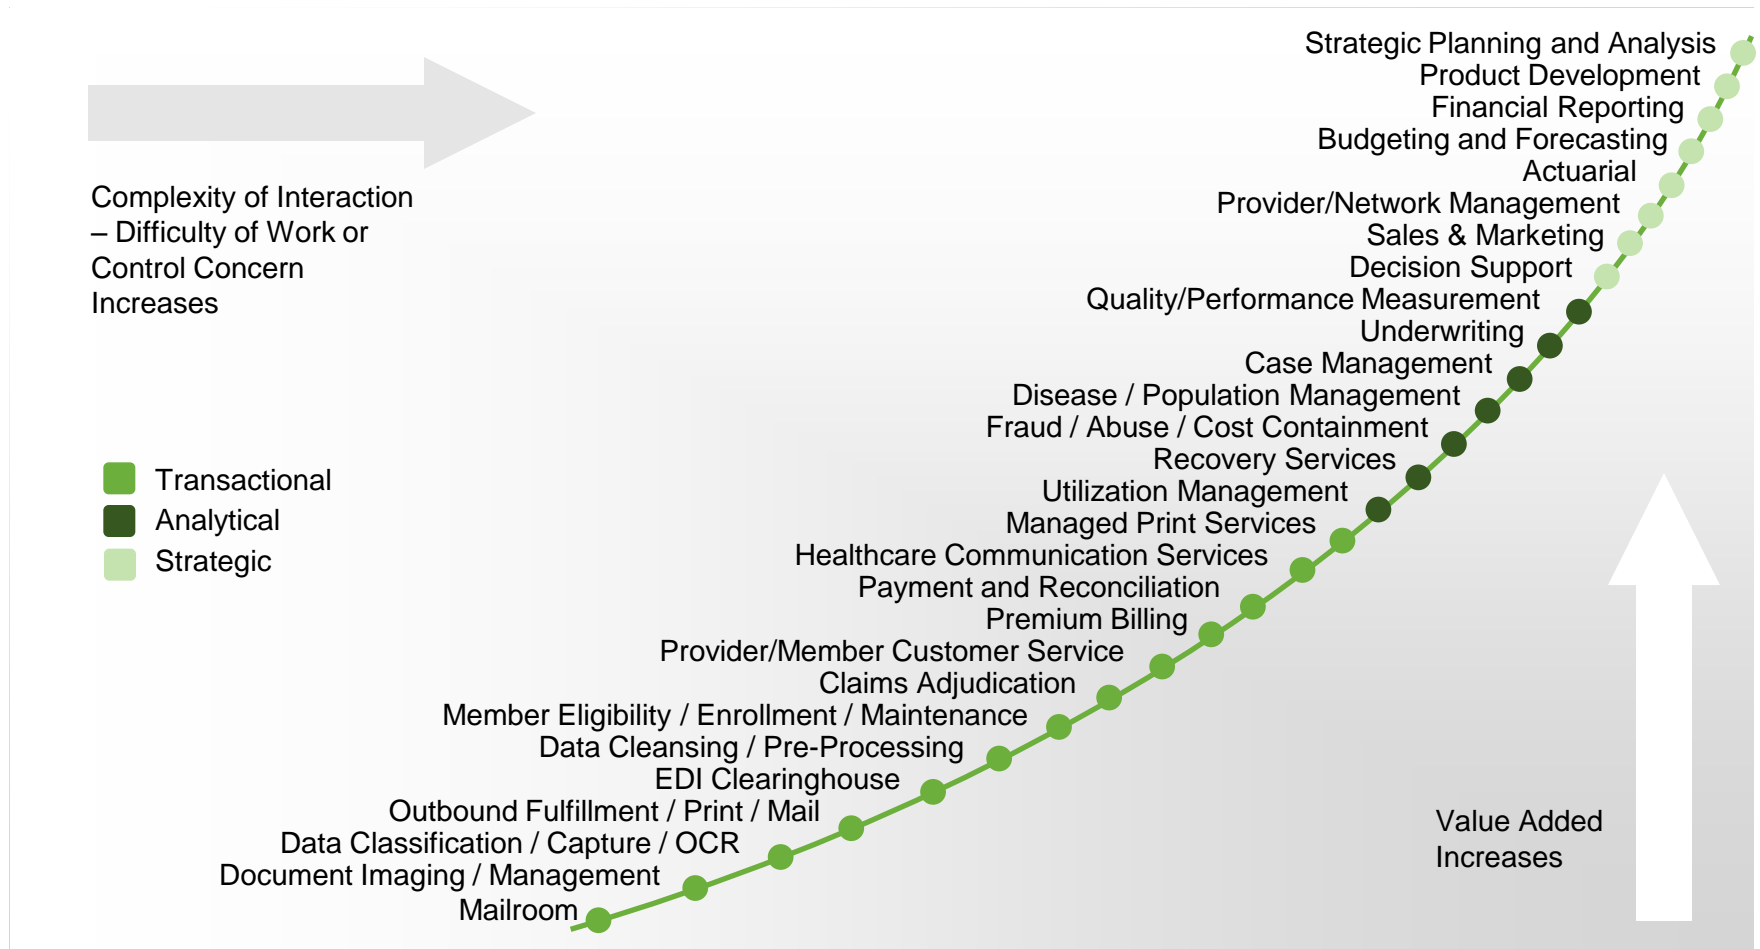 Strategic Planning and Analysis
Product Development
Financial Reporting
Budgeting and Forecasting
Actuarial
Provider/Network Management
Sales & Marketing
Decision Support
Quality/Performance Measurement
Underwriting
Case Management
Disease / Population Management
Fraud / Abuse / Cost Containment
Recovery Services
Utilization Management
Managed Print Services
Healthcare Communication Services
Payment and Reconciliation
Premium Billing
Provider/Member Customer Service
Claims Adjudication
Member Eligibility / Enrollment / Maintenance
Data Cleansing / Pre-Processing
EDI Clearinghouse
Outbound Fulfillment / Print / Mail
Data Classification / Capture / OCR
Document Imaging / Management
Mailroom
Complexity of Interaction
– Difficulty of Work or
Control Concern
Increases
Transactional
Analytical
Strategic
Value Added
Increases